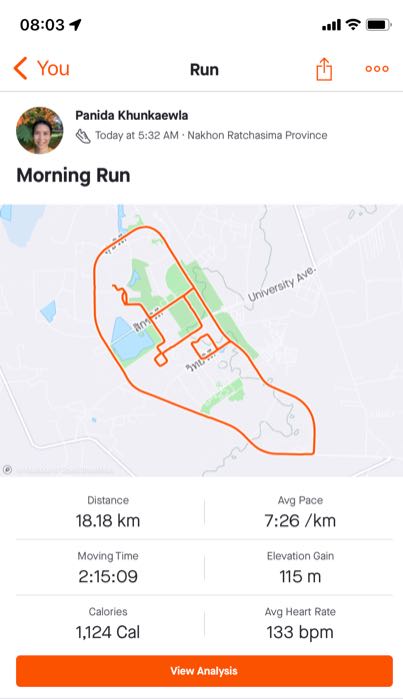 08:03
You
Run
Panida Khunkaewla
Today at 5:32 AM · Nakhon Ratchasima Province
Morning Run
University Ave.
Distance
18.18 km
Avg Pace
7:26 /km
Moving Time
2:15:09
Elevation Gain
115 m
Calories
1,124 Cal
Avg Heart Rate
133 bpm
View Analysis